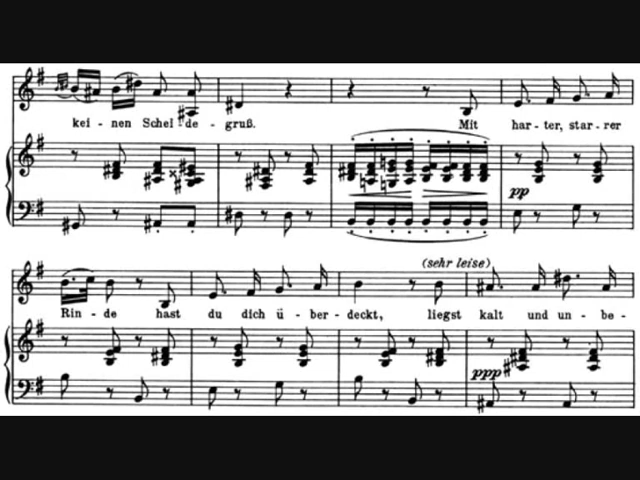 kei - nen Schei - de - gruß. Mit har - ter, star - rer
pp
(sehr leise)
Rin - de hast du dich ü - ber - deckt, liegst kalt und un - be -
ppp